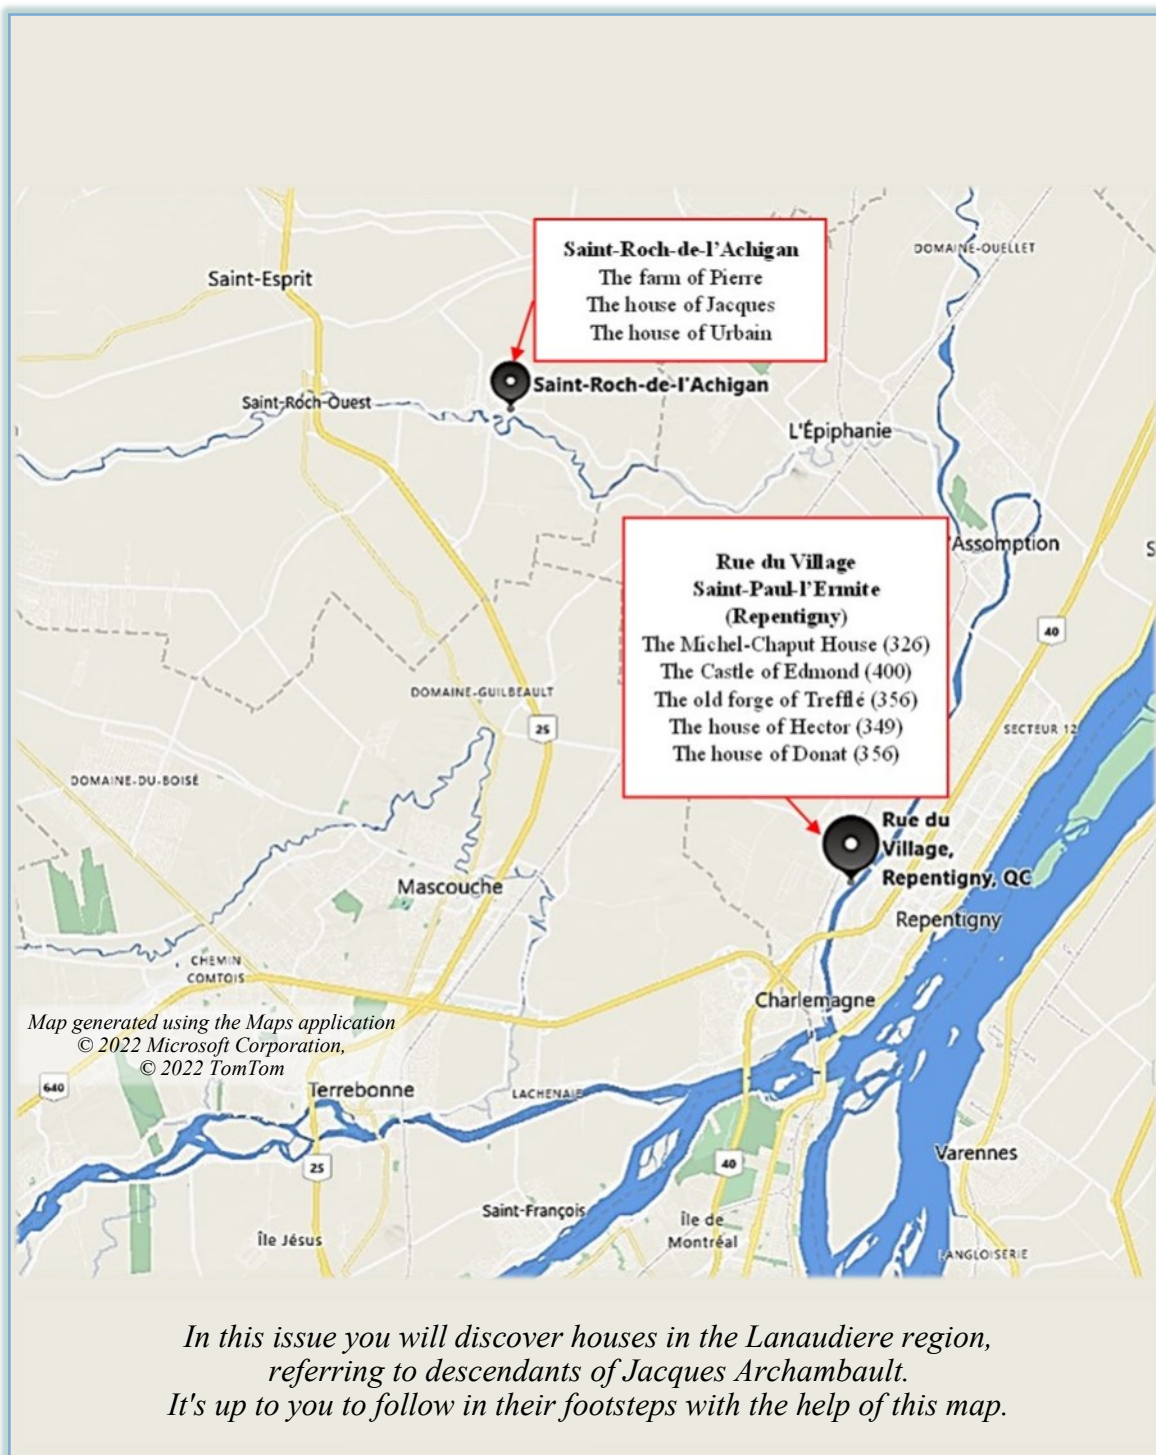 DOMAINE-OUELLET
Saint-Roch-de-l'Achigan
The farm of Pierre
The house of Jacques
The house of Urbain
Saint-Esprit
Saint-Roch-de-l'Achigan
Saint-Roch-Ouest
L'Épiphanie
Assomption
Rue du Village
Saint-Paul-l'Ermite
(Repentigny)
The Michel-Chaput House (326)
The Castle of Edmond (400)
The old forge of Trefflé (356)
The house of Hector (349)
The house of Donat (356)
40
DOMAINE-GUILBEAULT
25
SECTEUR 12
DOMAINE-DU-BOISÉ
Rue du
Village,
Repentigny, QC
Mascouche
Repentigny
CHEMIN
COMTOIS
Charlemagne
Map generated using the Maps application
© 2022 Microsoft Corporation,
© 2022 TomTom
640
Terrebonne
LACHENAIE
Varennes
25
40
Saint-François
Île Jésus
Île de
Montréal
LANGLOISERIE
In this issue you will discover houses in the Lanaudiere region,
referring to descendants of Jacques Archambault.
It's up to you to follow in their footsteps with the help of this map.